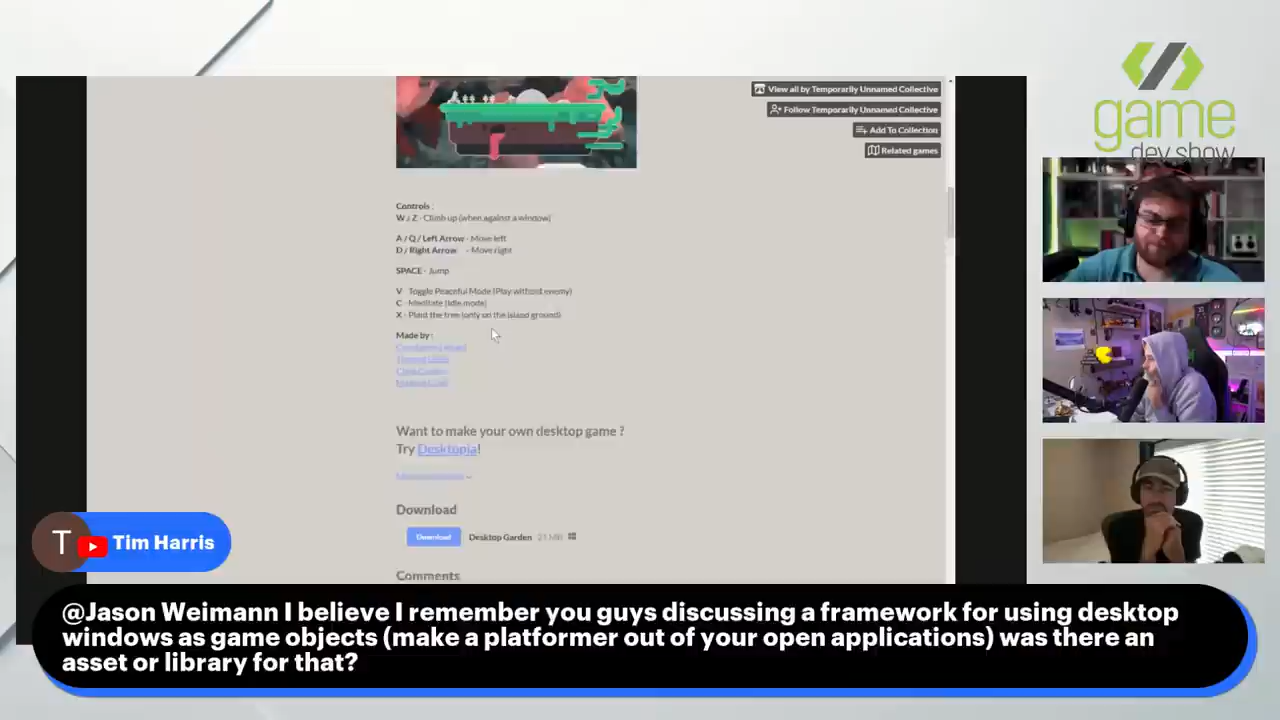 View all by Temporarily Unnamed Collective
Follow Temporarily Unnamed Collective
Add To Collection
Related games
game
dev show
Controls :
W / Z - Climb up (when against a window)
A / Q / Left Arrow - Move left
D / Right Arrow - Move right
SPACE - Jump
V - Toggle Peaceful Mode (Play without enemy)
C - Meditate (Idle mode)
X - Plant the tree (only on the island ground)
Made by :
Want to make your own desktop game ?
Try Desktopia!
Download
Download Desktop Garden 21 MB
Comments
T Tim Harris
@Jason Weimann I believe I remember you guys discussing a framework for using desktop
windows as game objects (make a platformer out of your open applications) was there an
asset or library for that?